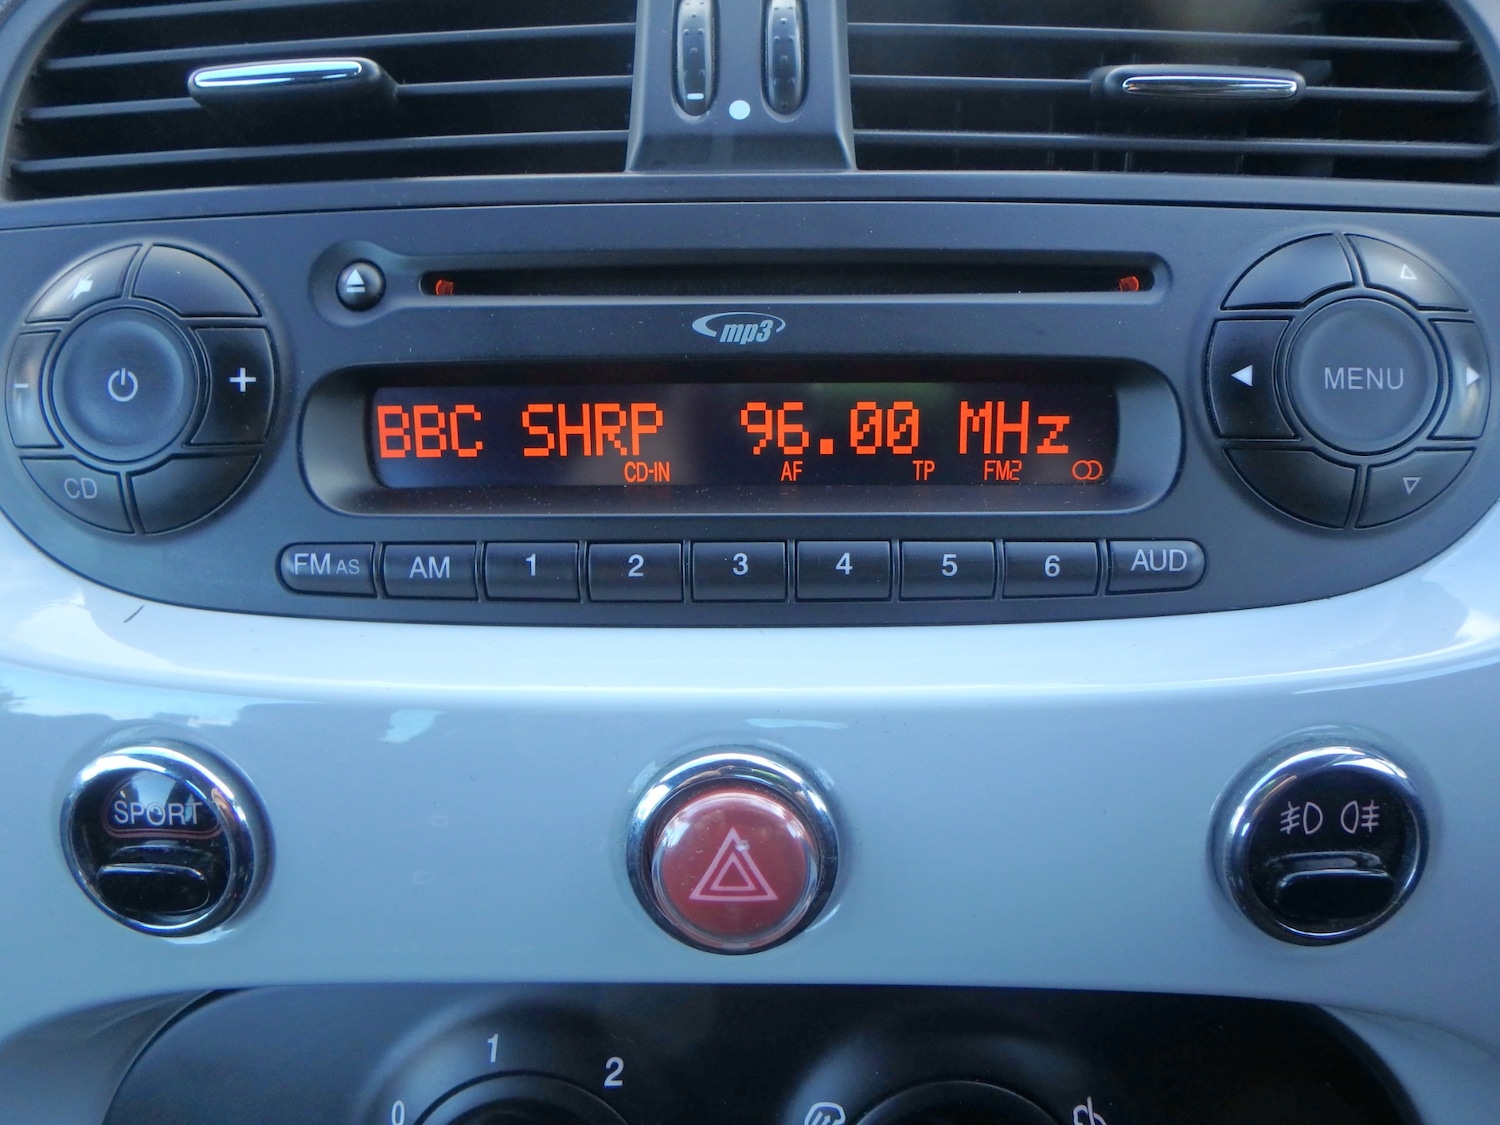 mp3
MENU
BBC SHRP 96.00 MHz
CD-IN AF TP FM2
CD
FM AS AM 1 2 3 4 5 6 AUD
SPORT
1
2
0